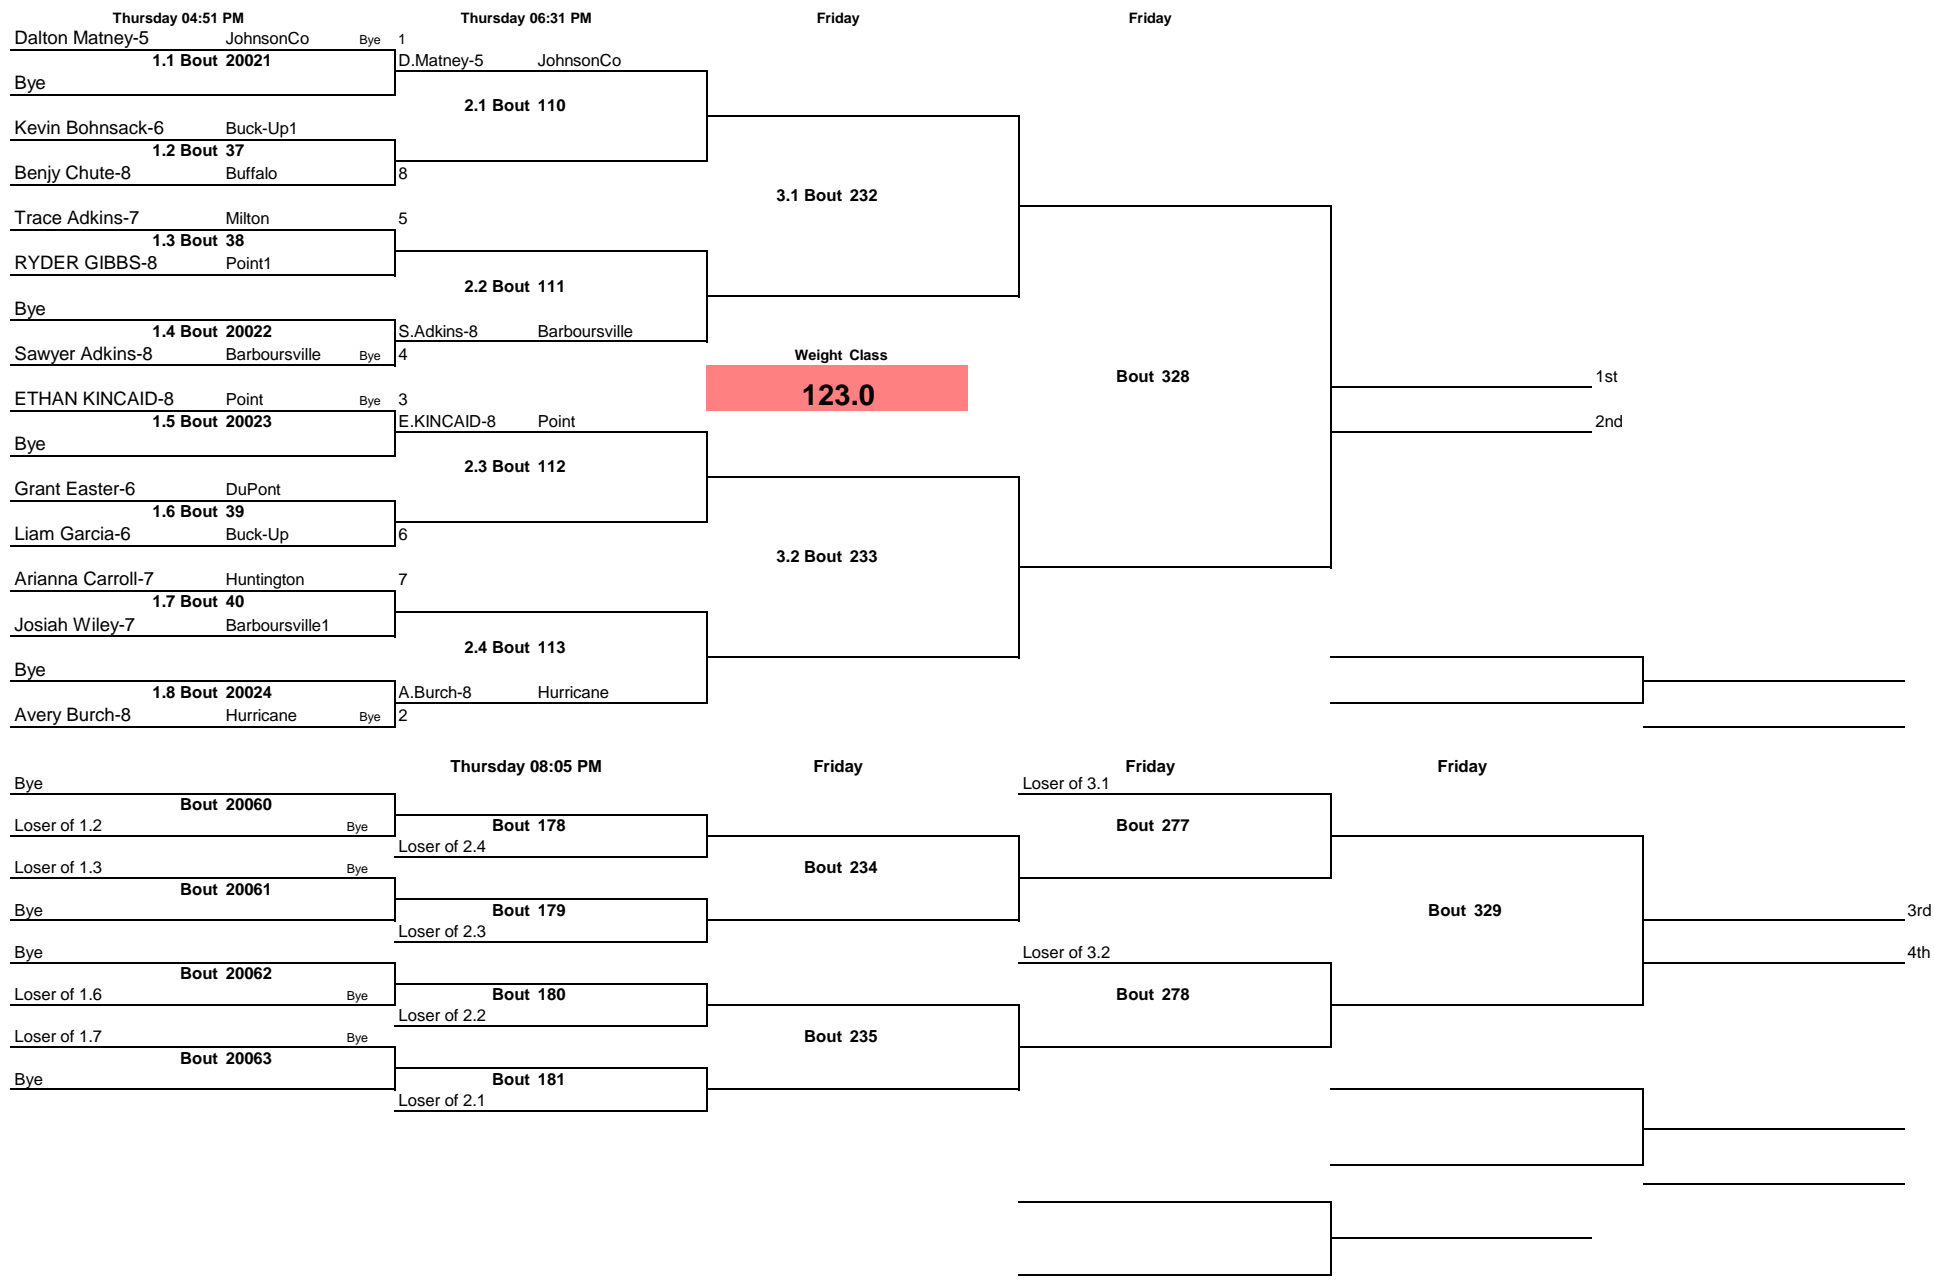 Thursday 04:51 PM Thursday 06:31 PM Friday Friday
Dalton Matney-5 JohnsonCo Bye 1
1.1 Bout 20021 D.Matney-5 JohnsonCo
Bye
2.1 Bout 110
Kevin Bohnsack-6 Buck-Up1
1.2 Bout 37
Benjy Chute-8 Buffalo 8
3.1 Bout 232
Trace Adkins-7 Milton 5
1.3 Bout 38
RYDER GIBBS-8 Point1
2.2 Bout 111
Bye
1.4 Bout 20022 S.Adkins-8 Barboursville
Sawyer Adkins-8 Barboursville Bye 4 Weight Class
Bout 328 1st
ETHAN KINCAID-8 Point Bye 3 123.0
1.5 Bout 20023 E.KINCAID-8 Point 2nd
Bye
2.3 Bout 112
Grant Easter-6 DuPont
1.6 Bout 39
Liam Garcia-6 Buck-Up 6
3.2 Bout 233
Arianna Carroll-7 Huntington 7
1.7 Bout 40
Josiah Wiley-7 Barboursville1
2.4 Bout 113
Bye
1.8 Bout 20024 A.Burch-8 Hurricane
Avery Burch-8 Hurricane Bye 2
Thursday 08:05 PM Friday Friday Friday
Bye Loser of 3.1
Bout 20060
Loser of 1.2 Bye Bout 178 Bout 277
Loser of 2.4
Loser of 1.3 Bye Bout 234
Bout 20061
Bye Bout 179 Bout 329 3rd
Loser of 2.3
Bye Loser of 3.2 4th
Bout 20062
Loser of 1.6 Bye Bout 180 Bout 278
Loser of 2.2
Loser of 1.7 Bye Bout 235
Bout 20063
Bye Bout 181
Loser of 2.1